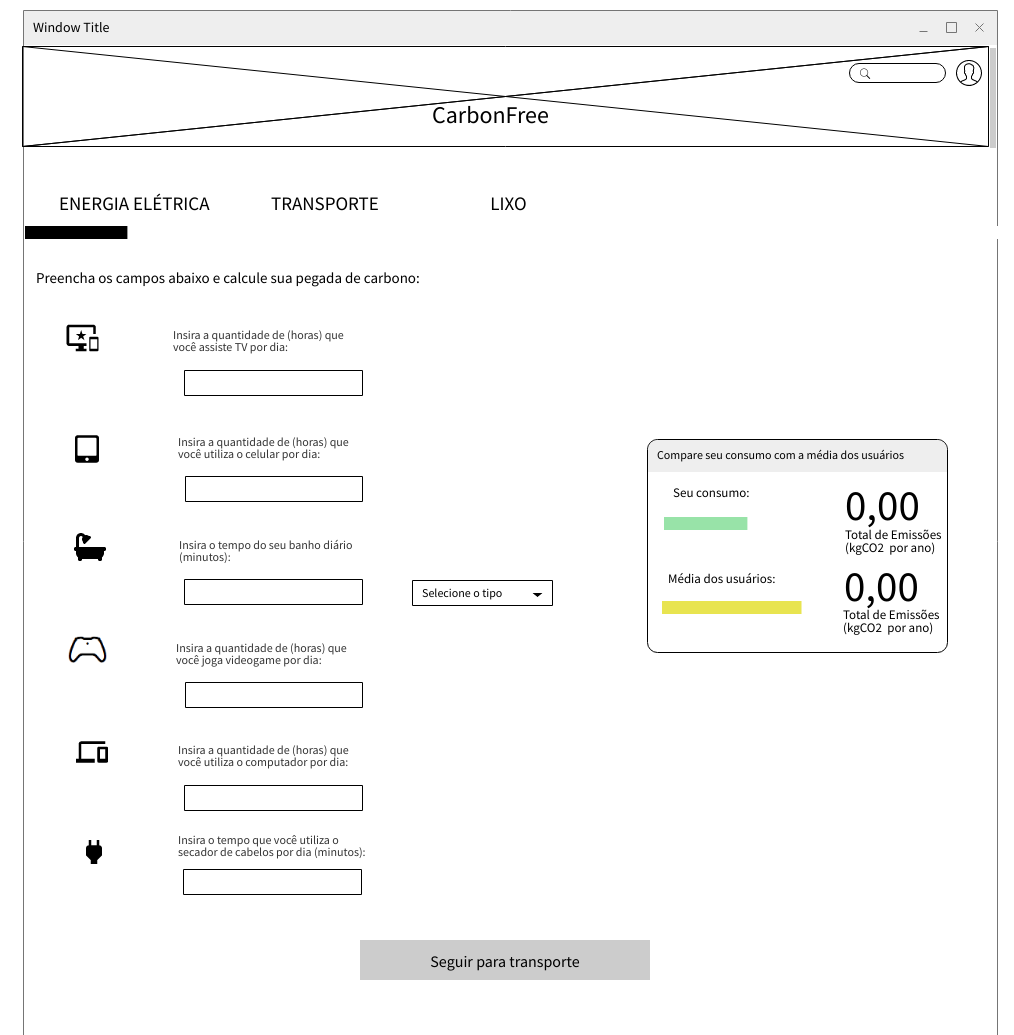 Window Title
CarbonFree
ENERGIA ELÉTRICA
TRANSPORTE
LIXO
Preencha os campos abaixo e calcule sua pegada de carbono:
Insira a quantidade de (horas) que
você assiste TV por dia:
Insira a quantidade de (horas) que
você utiliza o celular por dia:
Insira o tempo do seu banho diário
(minutos):
Selecione o tipo
Insira a quantidade de (horas) que
você joga videogame por dia:
Insira a quantidade de (horas) que
você utiliza o computador por dia:
Insira o tempo que você utiliza o
secador de cabelos por dia (minutos):
Compare seu consumo com a média dos usuários
Seu consumo:
0,00
Total de Emissões
(kgCO2 por ano)
Média dos usuários:
0,00
Total de Emissões
(kgCO2 por ano)
Seguir para transporte